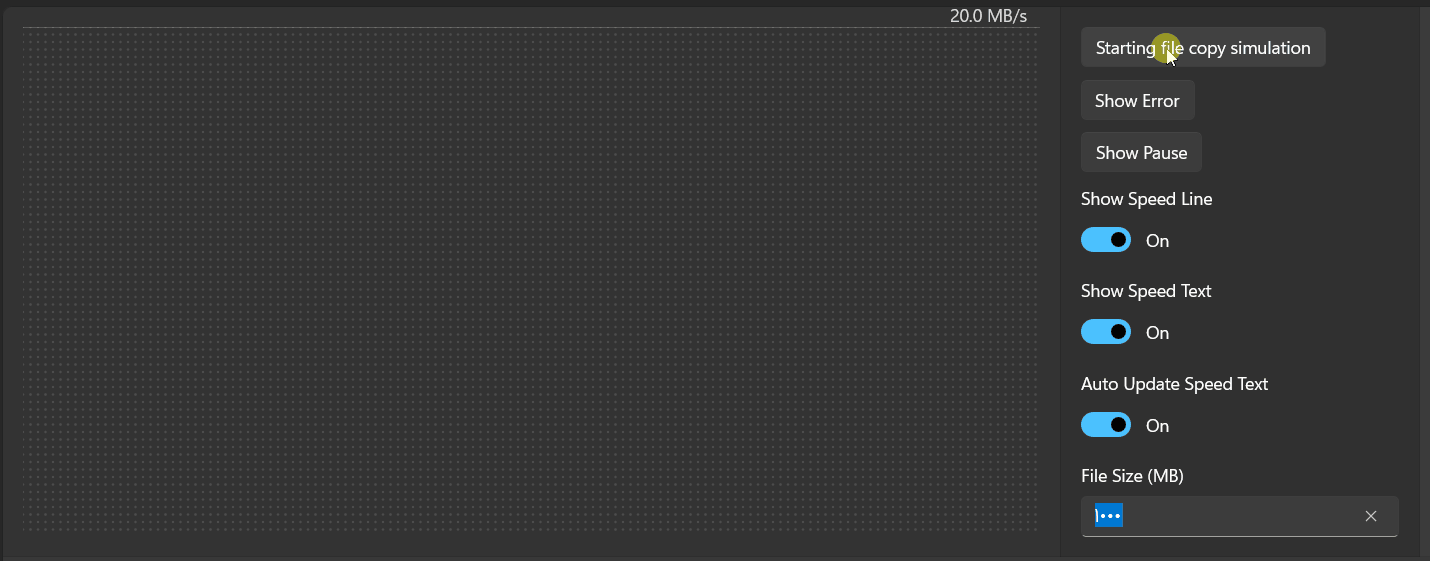 20.0 MB/s
Starting file copy simulation
Show Error
Show Pause
Show Speed Line
On
Show Speed Text
On
Auto Update Speed Text
On
File Size (MB)
۱۰۰۰